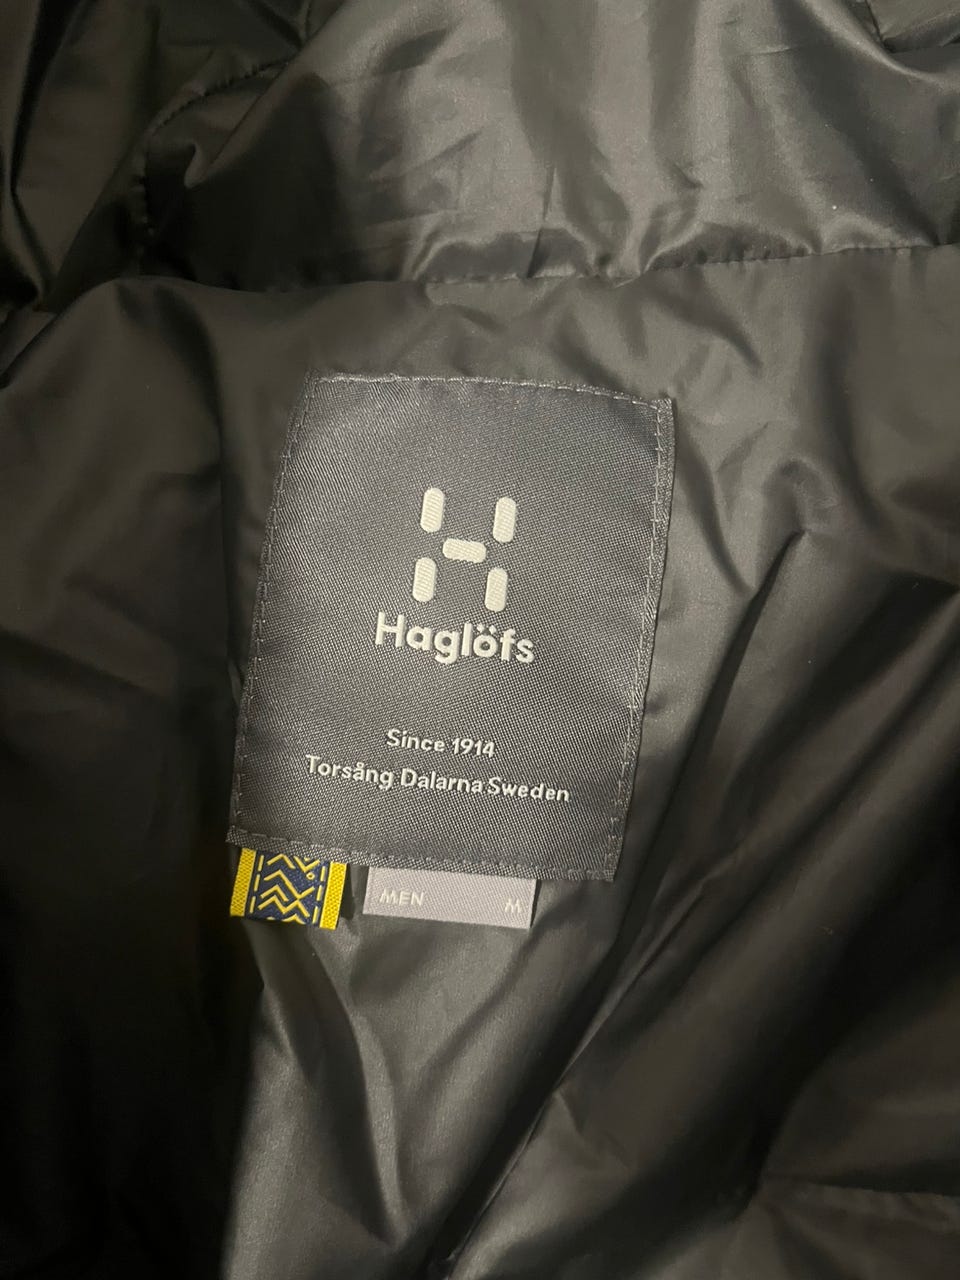 Haglöfs
Since 1914
Torsång Dalarna Sweden
MEN M